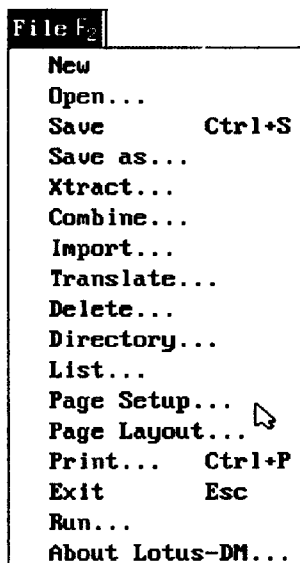 File F2
New
Open...
Save Ctrl+S
Save as...
Xtract...
Combine...
Import...
Translate...
Delete...
Directory...
List...
Page Setup...
Page Layout...
Print... Ctrl+P
Exit Esc
Run...
About Lotus-DM...